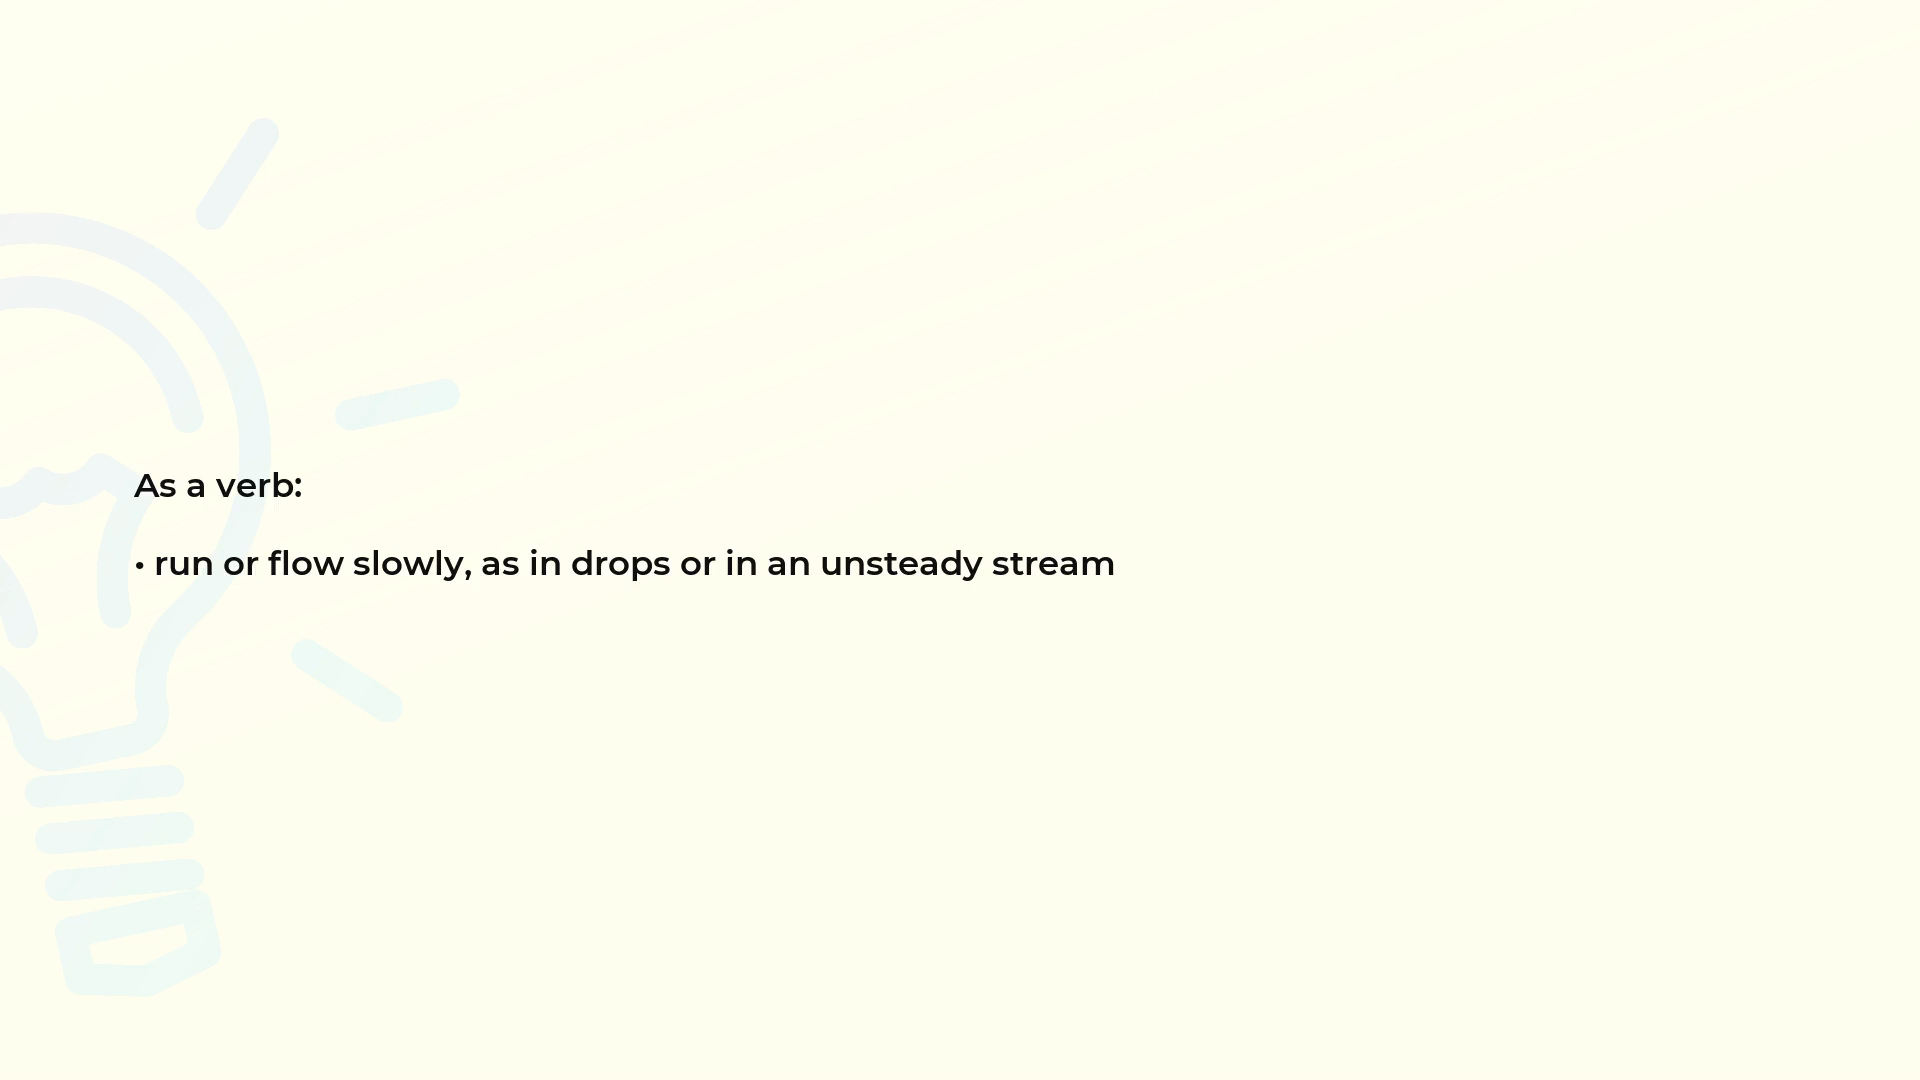 As a verb:
• run or flow slowly, as in drops or in an unsteady stream